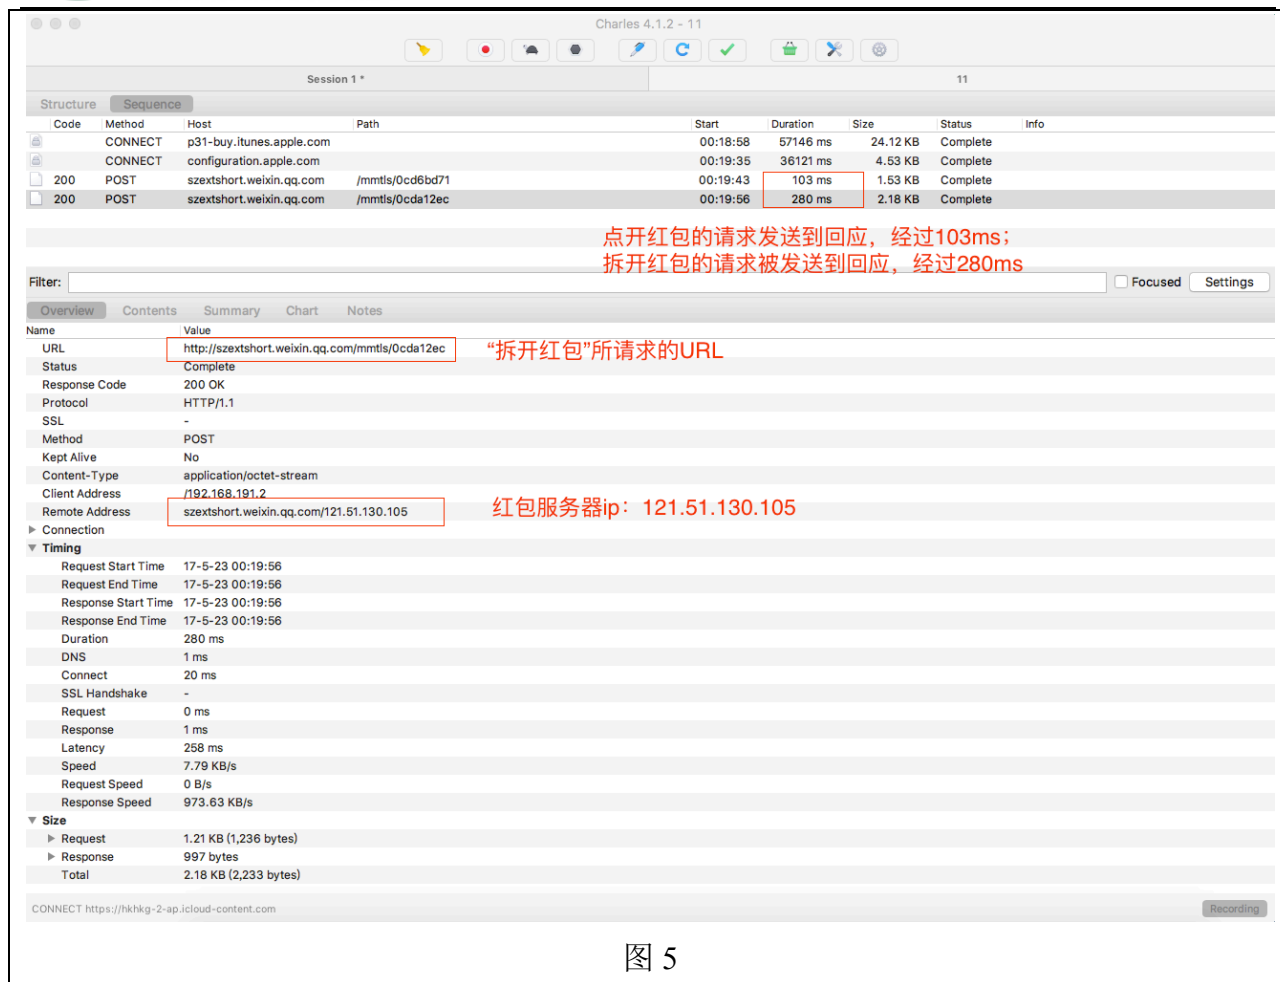 Charles 4.1.2 - 11
Session 1 *
11
Structure Sequence
Code Method Host Path Start Duration Size Status Info
CONNECT p31-buy.itunes.apple.com 00:18:58 57146 ms 24.12 KB Complete
CONNECT configuration.apple.com 00:19:35 36121 ms 4.53 KB Complete
200 POST szextshort.weixin.qq.com /mmtls/0cd6bd71 00:19:43 103 ms 1.53 KB Complete
200 POST szextshort.weixin.qq.com /mmtls/0cda12ec 00:19:56 280 ms 2.18 KB Complete
点开红包的请求发送到回应，经过103ms；
拆开红包的请求被发送到回应，经过280ms
Filter: Focused Settings
Overview Contents Summary Chart Notes
Name Value
URL http://szextshort.weixin.qq.com/mmtls/0cda12ec “拆开红包”所请求的URL
Status Complete
Response Code 200 OK
Protocol HTTP/1.1
SSL -
Method POST
Kept Alive No
Content-Type application/octet-stream
Client Address /192.168.191.2
Remote Address szextshort.weixin.qq.com/121.51.130.105 红包服务器ip：121.51.130.105
Connection
Timing
Request Start Time 17-5-23 00:19:56
Request End Time 17-5-23 00:19:56
Response Start Time 17-5-23 00:19:56
Response End Time 17-5-23 00:19:56
Duration 280 ms
DNS 1 ms
Connect 20 ms
SSL Handshake -
Request 0 ms
Response 1 ms
Latency 258 ms
Speed 7.79 KB/s
Request Speed 0 B/s
Response Speed 973.63 KB/s
Size
Request 1.21 KB (1,236 bytes)
Response 997 bytes
Total 2.18 KB (2,233 bytes)
CONNECT https://hkhkg-2-ap.icloud-content.com Recording
图 5